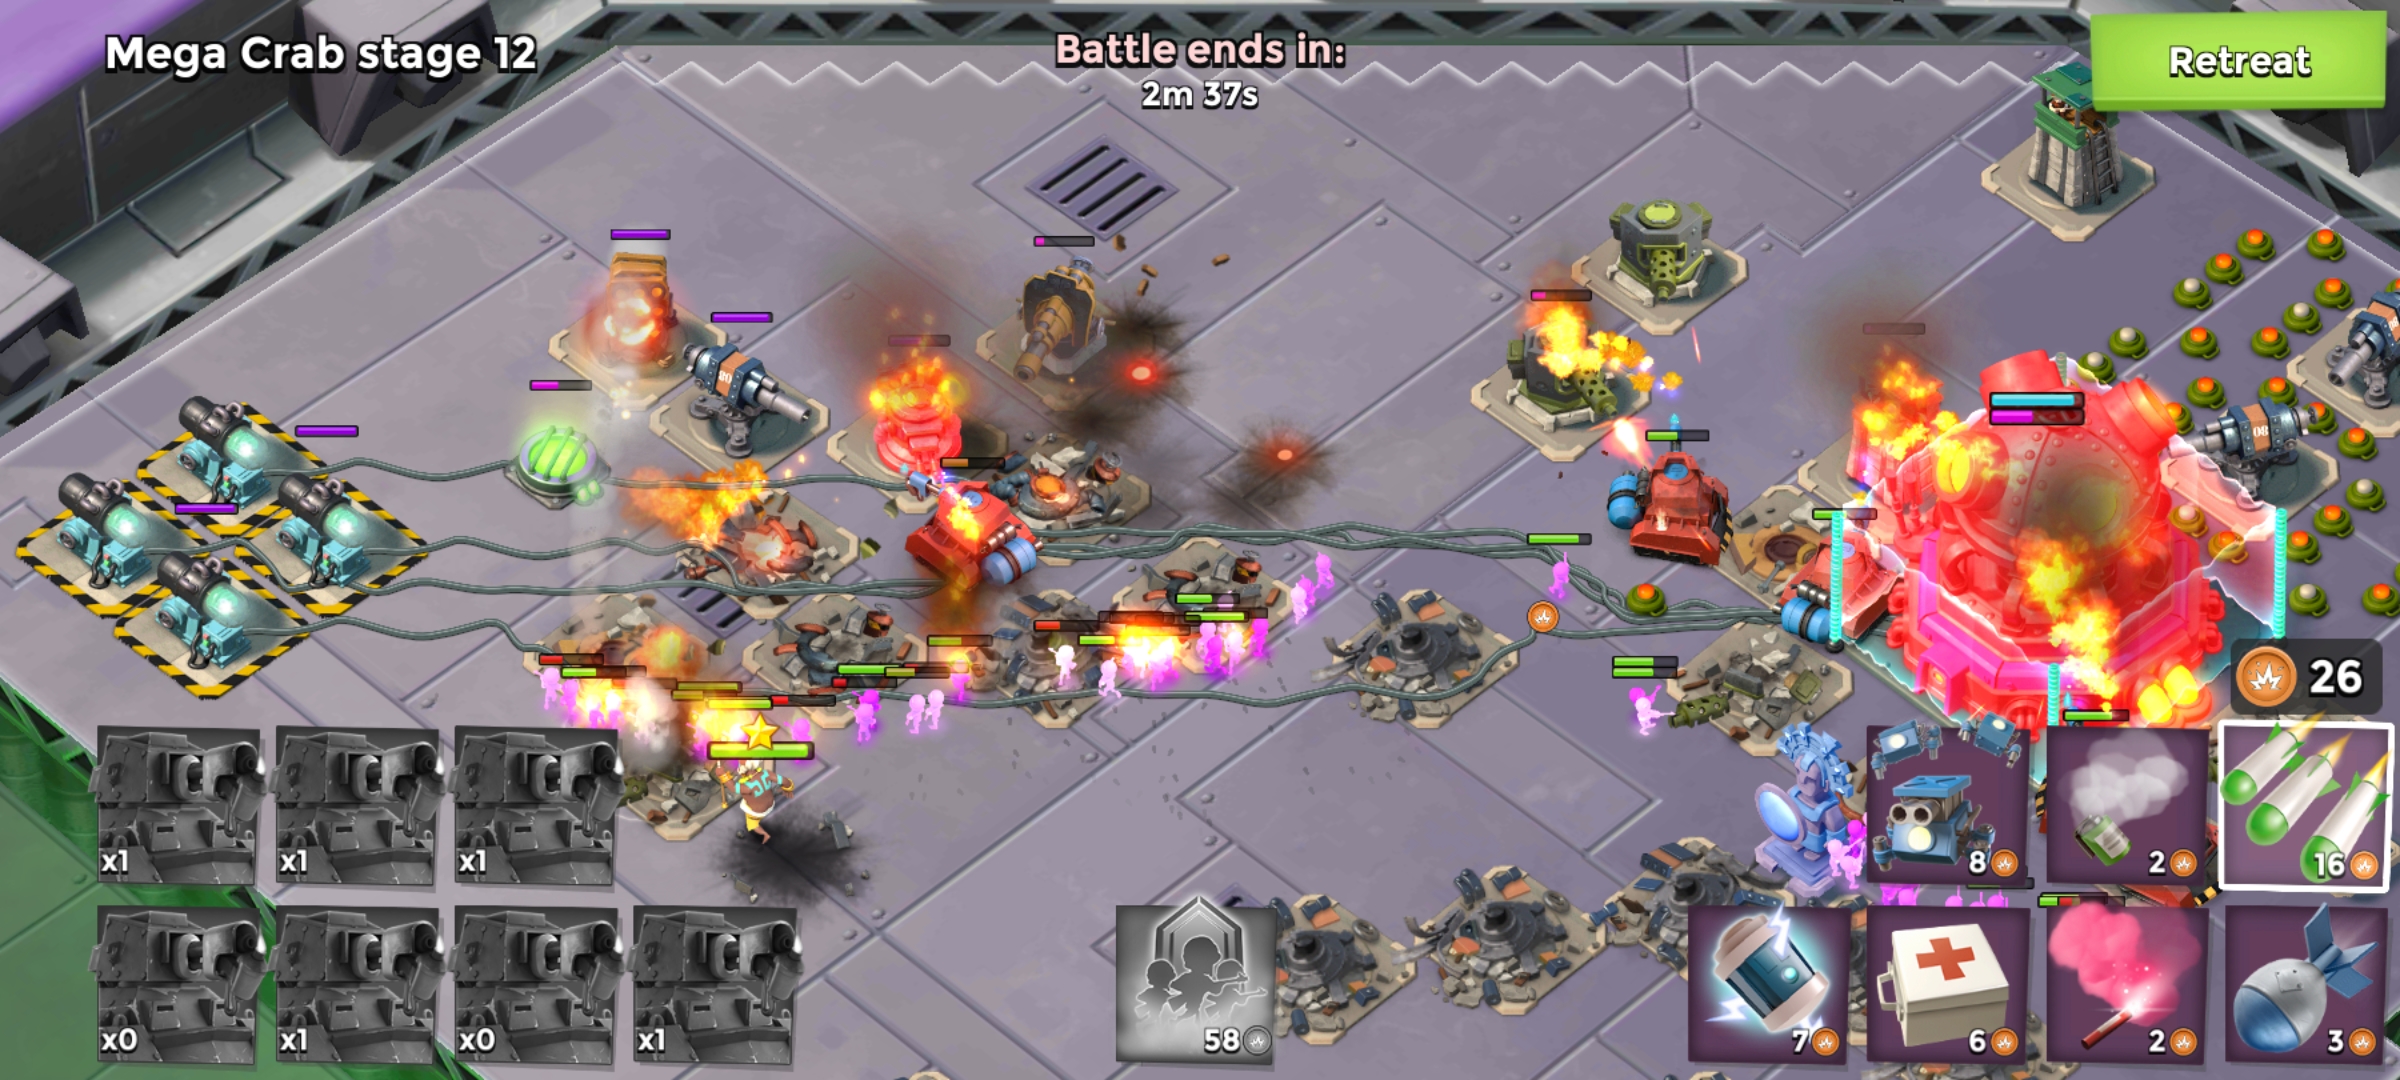 Mega Crab stage 12
Battle ends in:
2m 37s
Retreat
26
x1
x1
x1
8
2
16
x0
x1
x0
x1
58
7
6
2
3